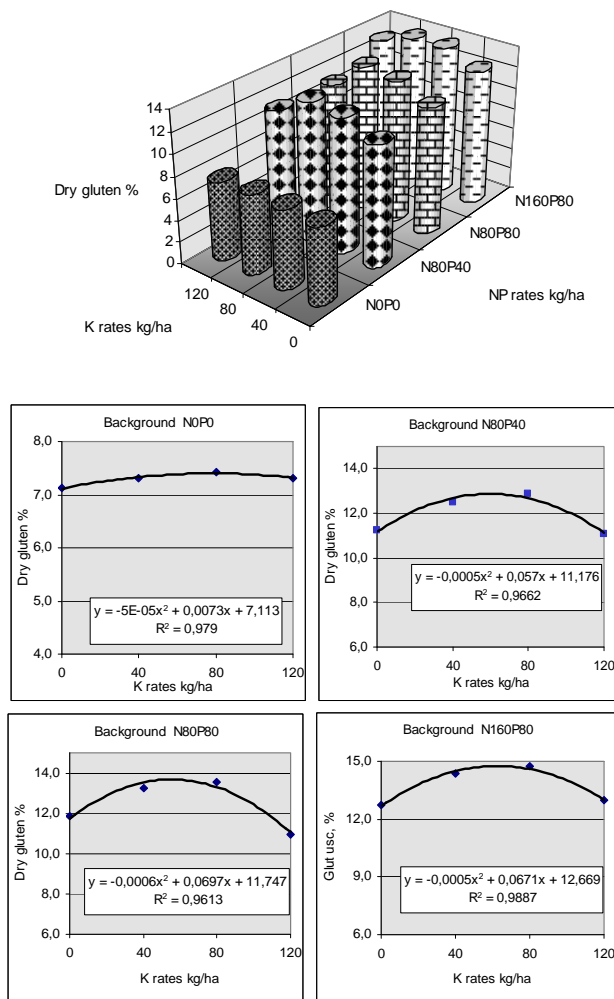 14
12
10
8
6
4
2
0
Dry gluten %
120
80
40
0
K rates kg/ha
N0P0
N80P40
N80P80
N160P80
NP rates kg/ha
Background N0P0
8,0
7,0
6,0
5,0
4,0
Dry gluten %
y = -5E-05x² + 0,0073x + 7,113
R² = 0,979
0 40 80 120
K rates kg/ha
Background N80P40
14,0
12,0
10,0
8,0
6,0
Dry gluten %
y = -0,0005x² + 0,057x + 11,176
R² = 0,9662
0 40 80 120
K rates kg/ha
Background N80P80
14,0
12,0
10,0
8,0
6,0
Dry gluten %
y = -0,0006x² + 0,0697x + 11,747
R² = 0,9613
0 40 80 120
K rates kg/ha
Background N160P80
15,0
12,0
9,0
6,0
Glut usc, %
y = -0,0005x² + 0,0671x + 12,669
R² = 0,9887
0 40 80 120
K rates kg/ha